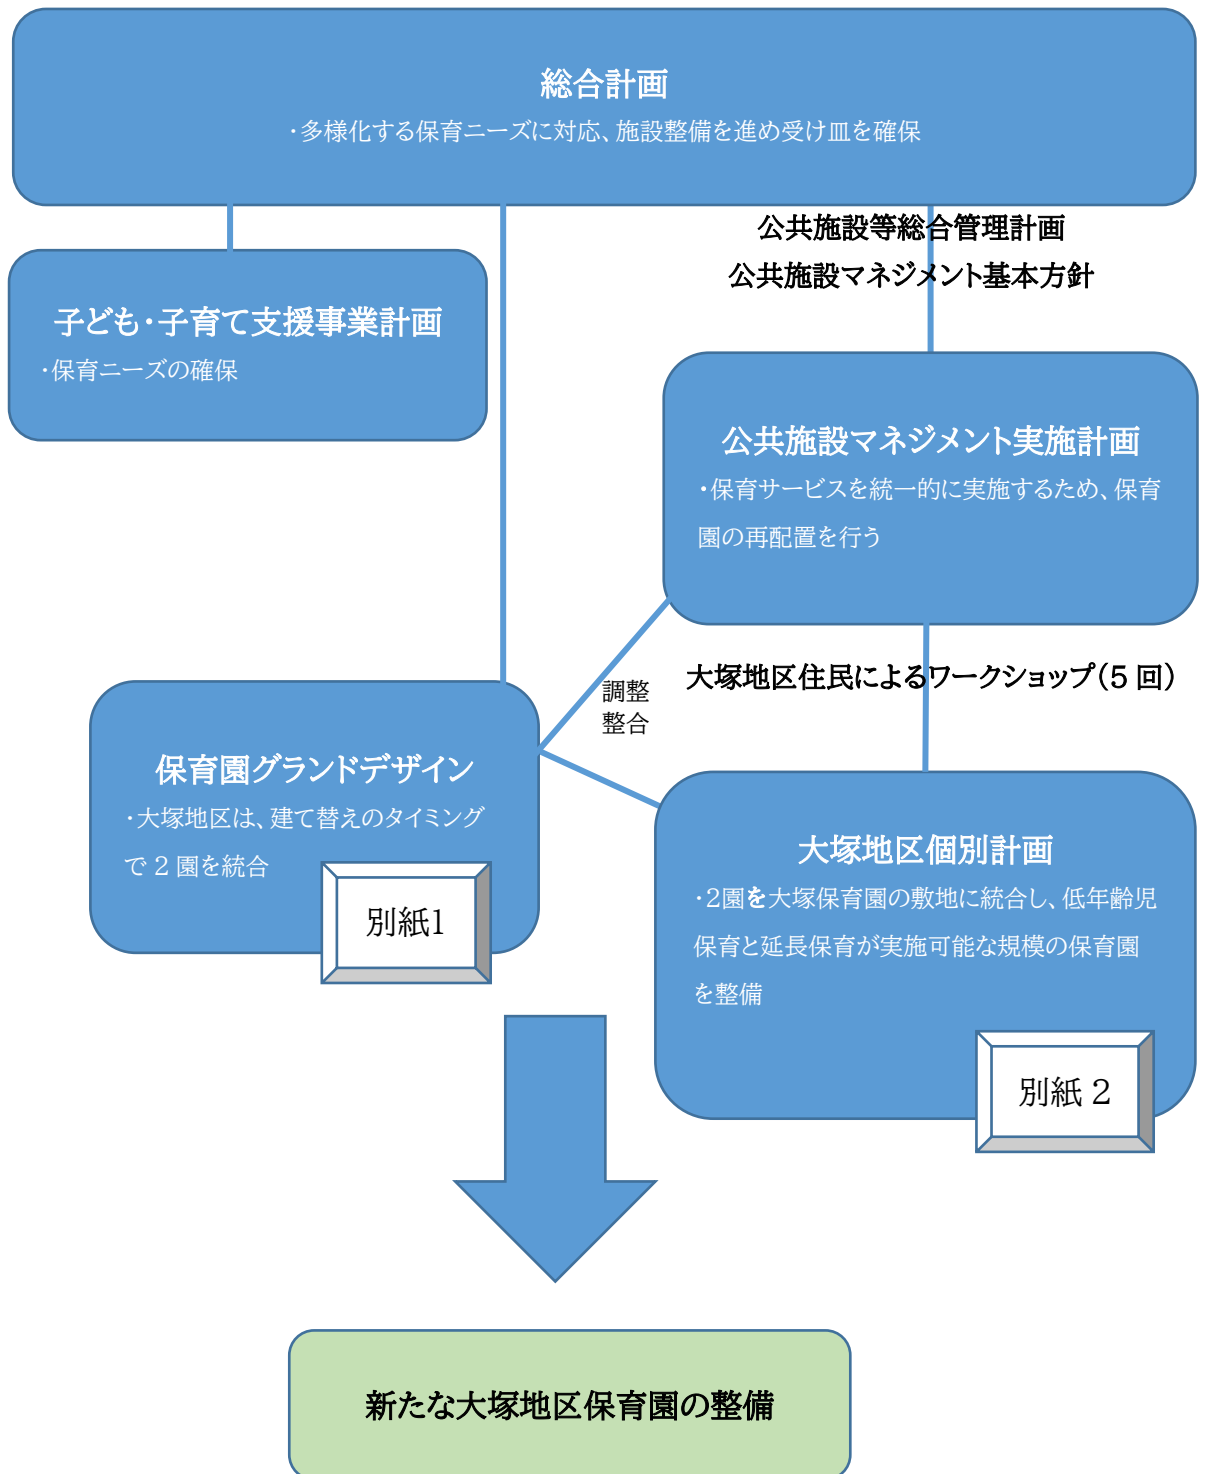 総合計画
・多様化する保育ニーズに対応、施設整備を進め受け皿を確保
公共施設等総合管理計画
公共施設マネジメント基本方針
子ども・子育て支援事業計画
・保育ニーズの確保
公共施設マネジメント実施計画
・保育サービスを統一的に実施するため、保育
園の再配置を行う
調整
整合
大塚地区住民によるワークショップ（５回）
保育園グランドデザイン
・大塚地区は、建て替えのタイミング
で２園を統合
別紙1
大塚地区個別計画
・2園を大塚保育園の敷地に統合し、低年齢児
保育と延長保育が実施可能な規模の保育園
を整備
別紙２
新たな大塚地区保育園の整備